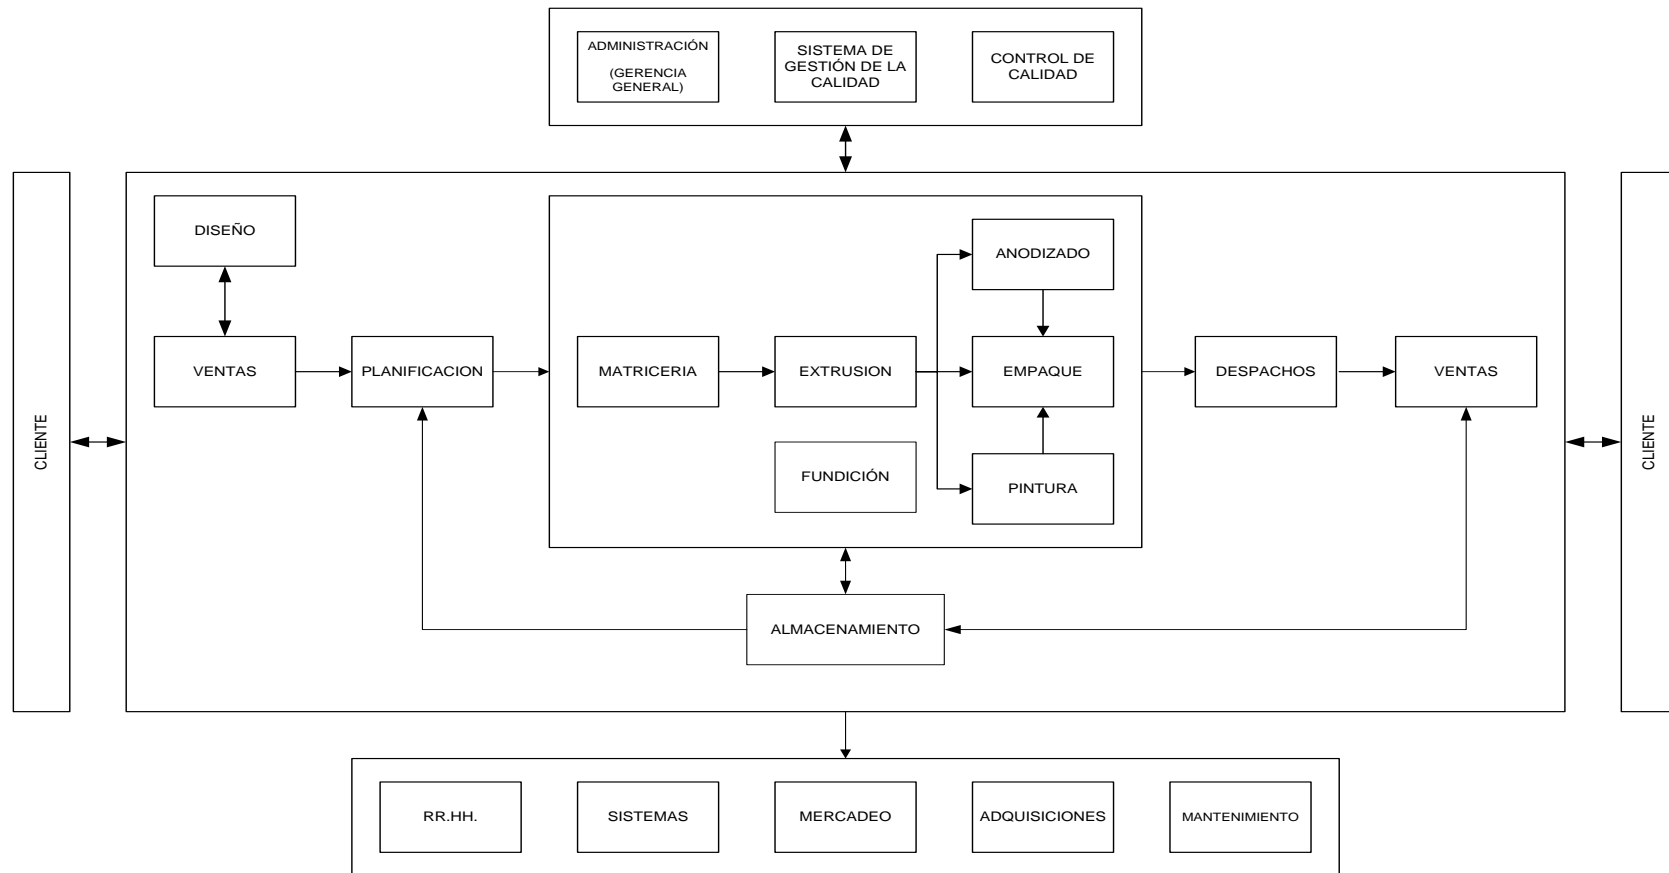 ADMINISTRACIÓN
(GERENCIA
GENERAL)
SISTEMA DE
GESTIÓN DE LA
CALIDAD
CONTROL DE
CALIDAD
CLIENTE
DISEÑO
VENTAS
PLANIFICACION
MATRICERIA
EXTRUSION
FUNDICIÓN
ANODIZADO
EMPAQUE
PINTURA
DESPACHOS
VENTAS
ALMACENAMIENTO
CLIENTE
RR.HH.
SISTEMAS
MERCADEO
ADQUISICIONES
MANTENIMIENTO